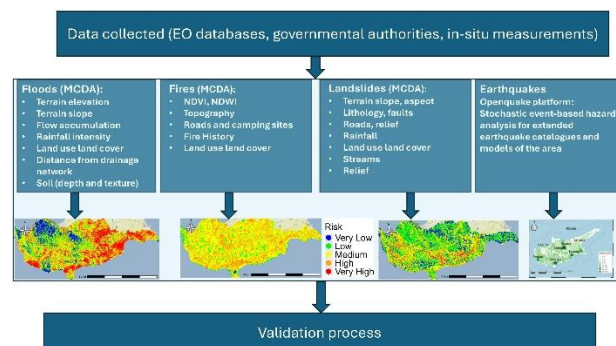 Data collected (EO databases, governmental authorities, in-situ measurements)
Floods (MCDA):
• Terrain elevation
• Terrain slope
• Flow accumulation
• Rainfall intensity
• Land use land cover
• Distance from drainage
network
• Soil (depth and texture)
Fires (MCDA):
• NDVI, NDWI
• Topography
• Roads and camping sites
• Fire History
• Land use land cover
Landslides (MCDA):
• Terrain slope, aspect
• Lithology, faults
• Roads, relief
• Rainfall
• Land use land cover
• Streams
• Relief
Earthquakes
Openquake platform:
Stochastic event-based hazard
analysis for extended
earthquake catalogues and
models of the area
Risk
Very Low
Low
Medium
High
Very High
Validation process